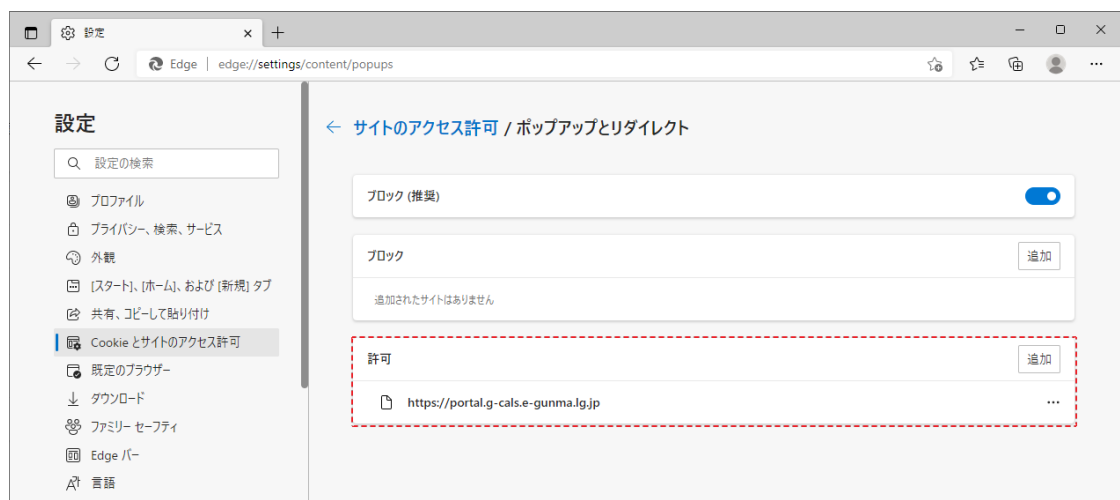 設定
Edge | edge://settings/content/popups
設定
設定の検索
プロファイル
プライバシー、検索、サービス
外観
[スタート]、[ホーム]、および [新規] タブ
共有、コピーして貼り付け
Cookie とサイトのアクセス許可
既定のブラウザー
ダウンロード
ファミリー セーフティ
Edge バー
言語
サイトのアクセス許可 / ポップアップとリダイレクト
ブロック (推奨)
ブロック
追加
追加されたサイトはありません
許可
追加
https://portal.g-cals.e-gunma.lg.jp